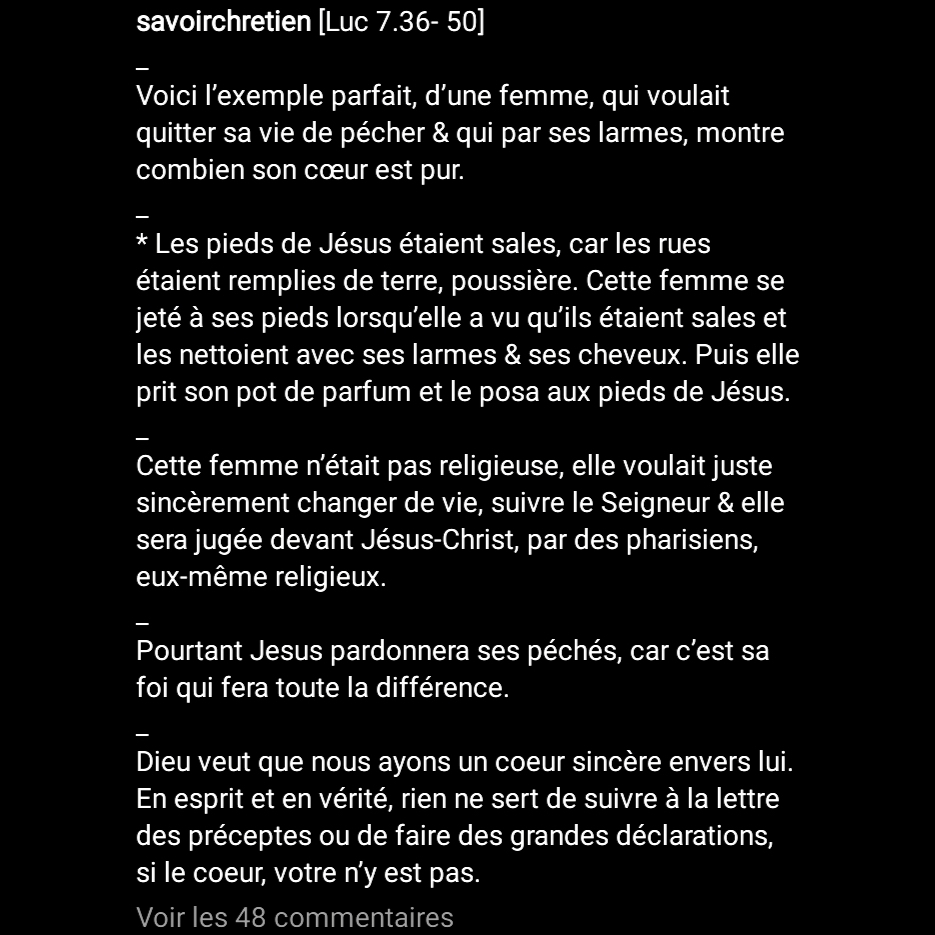 savoirchretien [Luc 7.36- 50]
_
Voici l’exemple parfait, d’une femme, qui voulait
quitter sa vie de pécher & qui par ses larmes, montre
combien son cœur est pur.
_
* Les pieds de Jésus étaient sales, car les rues
étaient remplies de terre, poussière. Cette femme se
jeté à ses pieds lorsqu’elle a vu qu’ils étaient sales et
les nettoient avec ses larmes & ses cheveux. Puis elle
prit son pot de parfum et le posa aux pieds de Jésus.
_
Cette femme n’était pas religieuse, elle voulait juste
sincèrement changer de vie, suivre le Seigneur & elle
sera jugée devant Jésus-Christ, par des pharisiens,
eux-même religieux.
_
Pourtant Jesus pardonnera ses péchés, car c’est sa
foi qui fera toute la différence.
_
Dieu veut que nous ayons un coeur sincère envers lui.
En esprit et en vérité, rien ne sert de suivre à la lettre
des préceptes ou de faire des grandes déclarations,
si le coeur, votre n’y est pas.
Voir les 48 commentaires